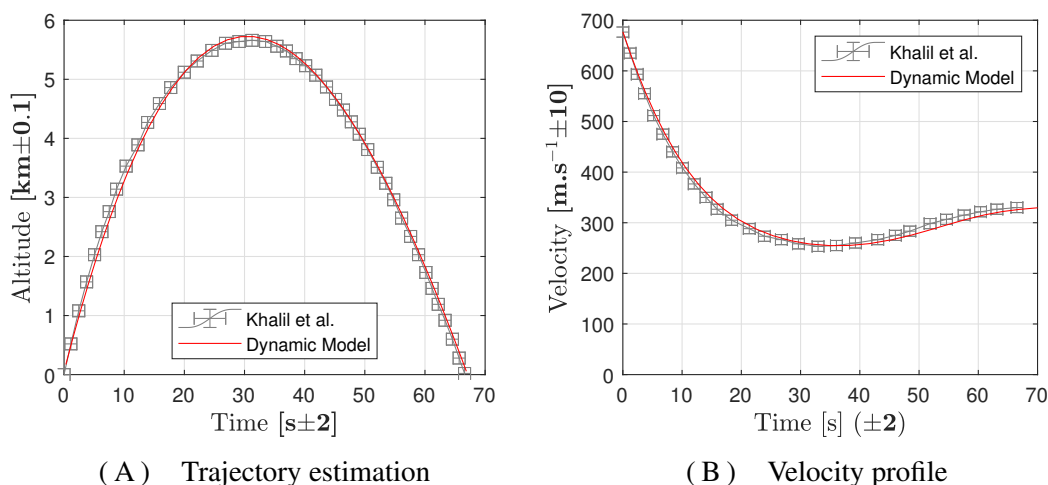 6
5
4
3
2
1
0
0 10 20 30 40 50 60 70
Altitude [km±0.1]
Time [s±2]
Khalil et al.
Dynamic Model
( A ) Trajectory estimation
700
600
500
400
300
200
100
0
0 10 20 30 40 50 60 70
Velocity [m.s⁻¹±10]
Time [s] (±2)
Khalil et al.
Dynamic Model
( B ) Velocity profile